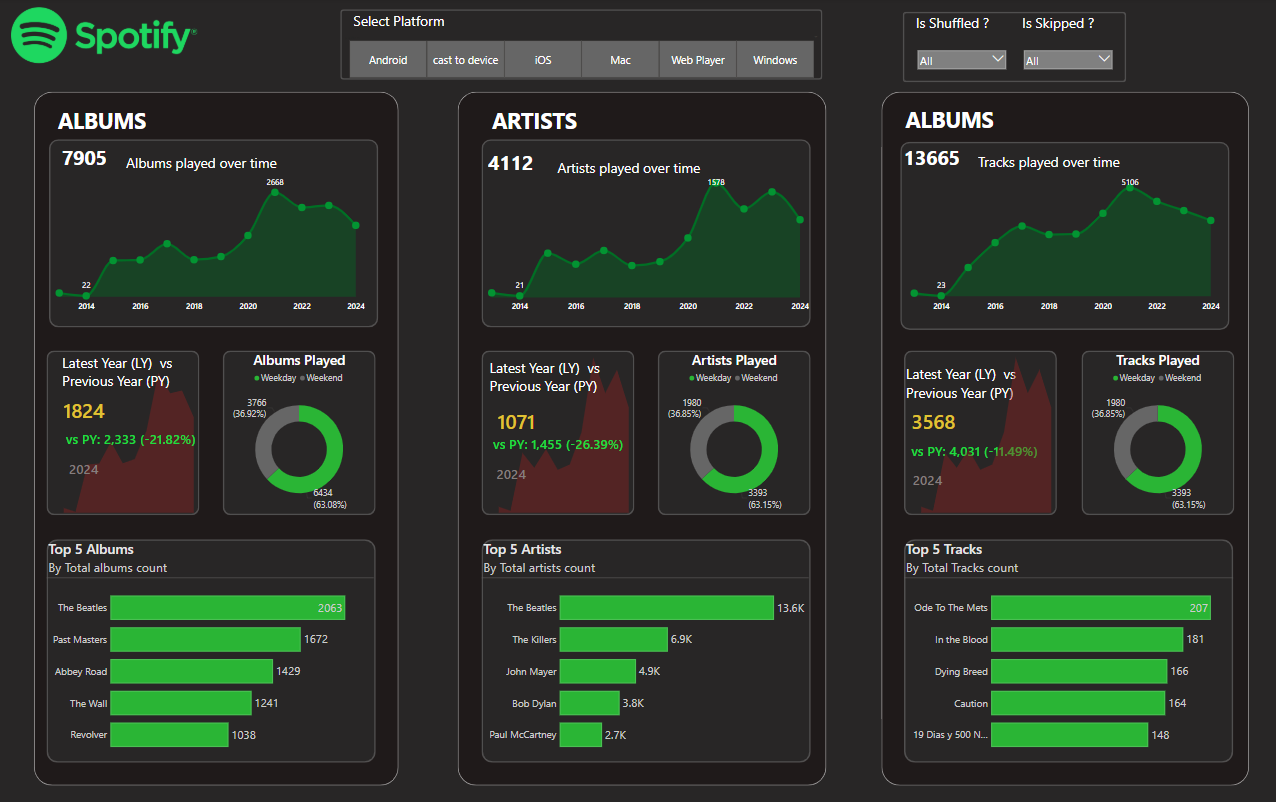 Spotify®
Select Platform
Android
cast to device
iOS
Mac
Web Player
Windows
Is Shuffled ?
Is Skipped ?
All
All
ALBUMS
7905
Albums played over time
2668
22
2014 2016 2018 2020 2022 2024
Latest Year (LY) vs
Previous Year (PY)
1824
vs PY: 2,333 (-21.82%)
2024
Albums Played
Weekday Weekend
3766
(36.92%)
6434
(63.08%)
Top 5 Albums
By Total albums count
The Beatles 2063
Past Masters 1672
Abbey Road 1429
The Wall 1241
Revolver 1038
ARTISTS
4112
Artists played over time
1578
21
2014 2016 2018 2020 2022 2024
Latest Year (LY) vs
Previous Year (PY)
1071
vs PY: 1,455 (-26.39%)
2024
Artists Played
Weekday Weekend
1980
(36.85%)
3393
(63.15%)
Top 5 Artists
By Total artists count
The Beatles 13.6K
The Killers 6.9K
John Mayer 4.9K
Bob Dylan 3.8K
Paul McCartney 2.7K
ALBUMS
13665
Tracks played over time
5106
23
2014 2016 2018 2020 2022 2024
Latest Year (LY) vs
Previous Year (PY)
3568
vs PY: 4,031 (-11.49%)
2024
Tracks Played
Weekday Weekend
1980
(36.85%)
3393
(63.15%)
Top 5 Tracks
By Total Tracks count
Ode To The Mets 207
In the Blood 181
Dying Breed 166
Caution 164
19 Dias y 500 N... 148